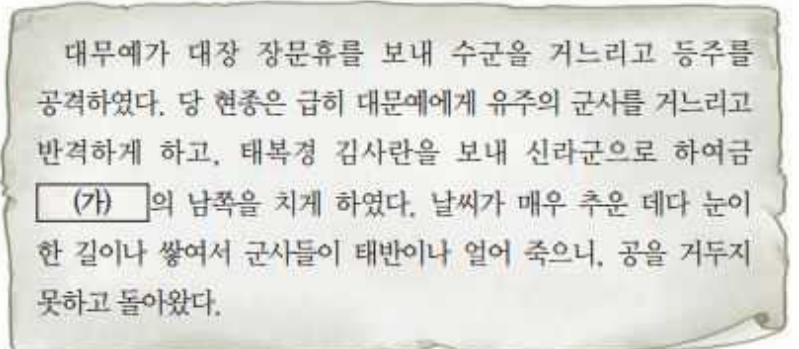 대무예가 대장 장문휴를 보내 수군을 거느리고 등주를
공격하였다. 당 현종은 급히 대문예에게 유주의 군사를 거느리고
반격하게 하고, 태복경 김사란을 보내 신라군으로 하여금
(가) 의 남쪽을 치게 하였다. 날씨가 매우 추운 데다 눈이
한 길이나 쌓여서 군사들이 태반이나 얼어 죽으니, 공을 거두지
못하고 돌아왔다.